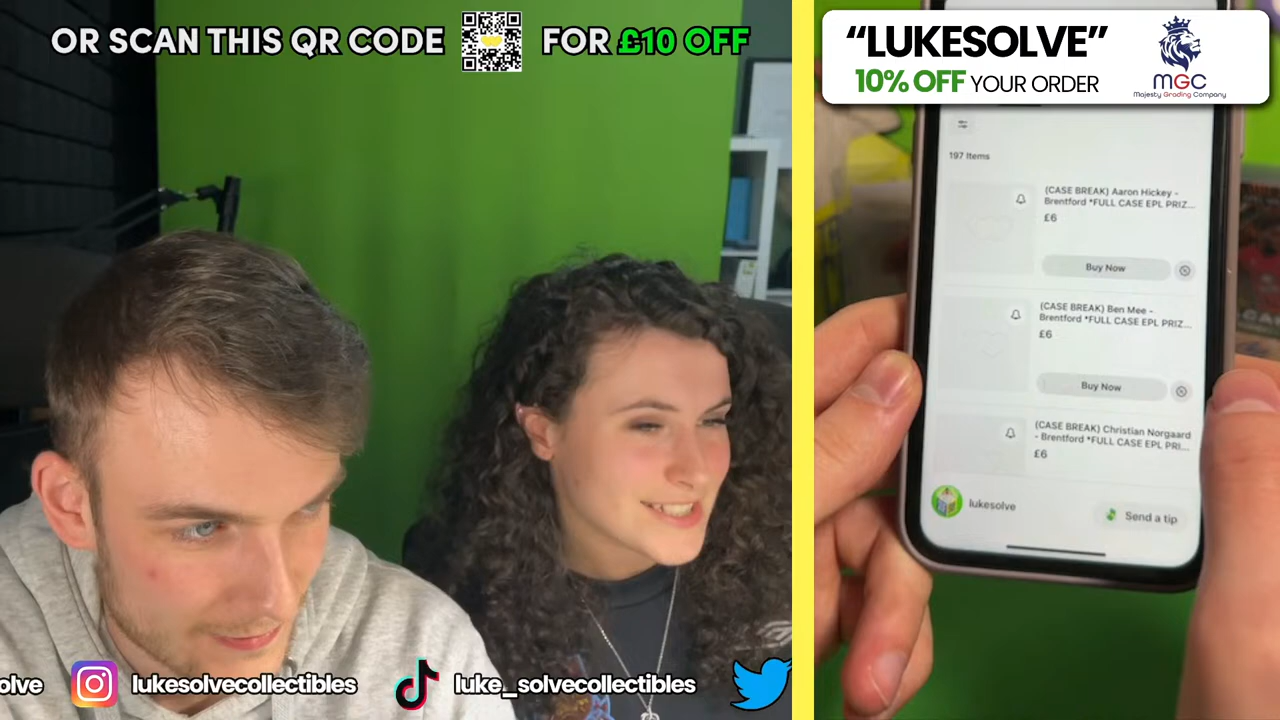 OR SCAN THIS QR CODE FOR £10 OFF
“LUKESOLVE”
10% OFF YOUR ORDER
MGC
Majesty Grading Company
197 Items
(CASE BREAK) Aaron Hickey -
Brentford *FULL CASE EPL PRIZ...
£6
Buy Now
(CASE BREAK) Ben Mee -
Brentford *FULL CASE EPL PRIZ...
£6
Buy Now
(CASE BREAK) Christian Norgaard
- Brentford *FULL CASE EPL PRI...
£6
lukesolve
Send a tip
olve lukesolvecollectibles luke_solvecollectibles